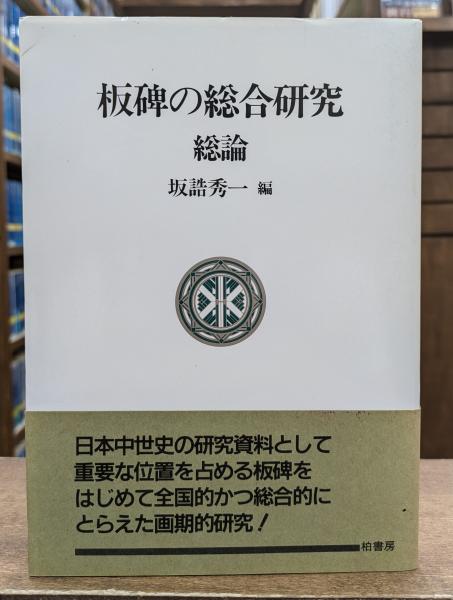 板碑の総合研究
総論
坂詰秀一 編
日本中世史の研究資料として
重要な位置を占める板碑を
はじめて全国的かつ総合的に
とらえた画期的研究!
柏書房